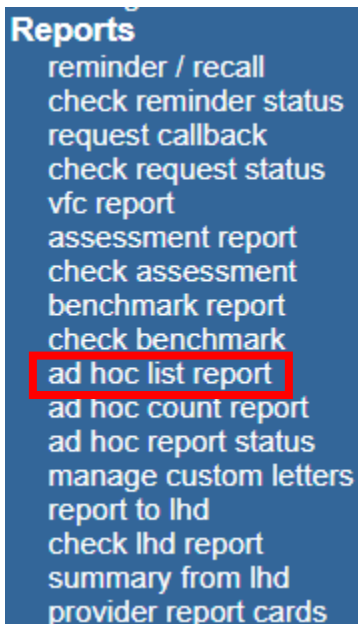 Reports
reminder / recall
check reminder status
request callback
check request status
vfc report
assessment report
check assessment
benchmark report
check benchmark
ad hoc list report
ad hoc count report
ad hoc report status
manage custom letters
report to lhd
check lhd report
summary from lhd
provider report cards